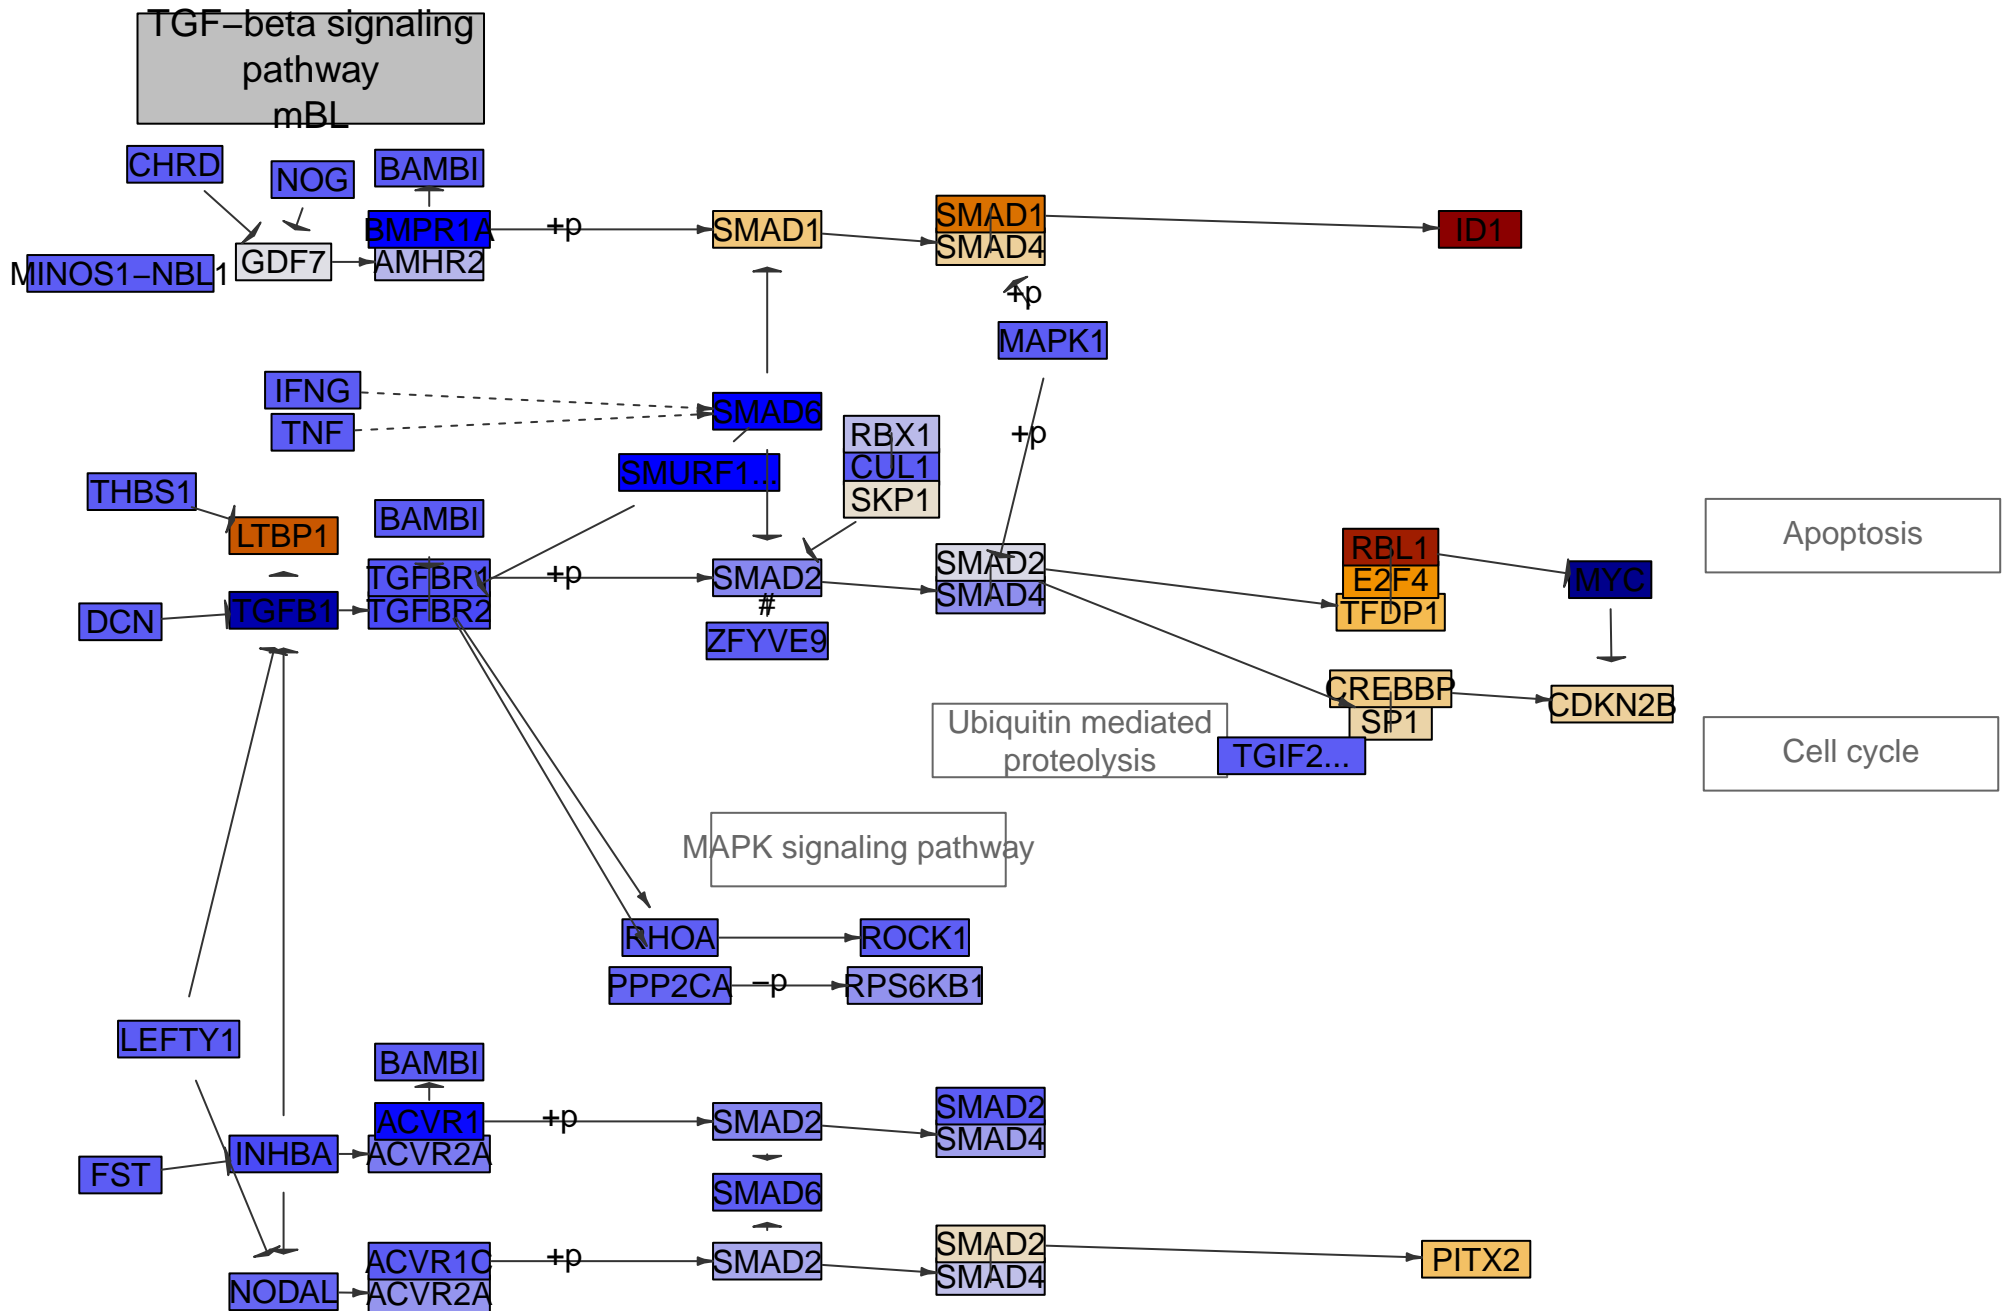 TGF−beta signaling
pathway
mBL
CHRD
NOG
BAMBI
BMPR1A
+p
SMAD1
SMAD1
SMAD4
ID1
MINOS1−NBL1
GDF7
AMHR2
+p
MAPK1
IFNG
TNF
SMAD6
RBX1
CUL1
SKP1
+p
SMURF1...
THBS1
LTBP1
BAMBI
TGFBR1
TGFBR2
+p
SMAD2
#
ZFYVE9
SMAD2
SMAD4
RBL1
E2F4
TFDP1
MYC
Apoptosis
DCN
TGFB1
CREBBP
SP1
TGIF2...
CDKN2B
Ubiquitin mediated
proteolysis
Cell cycle
MAPK signaling pathway
RHOA
ROCK1
PPP2CA
−p
RPS6KB1
LEFTY1
BAMBI
ACVR1
ACVR2A
+p
SMAD2
SMAD2
SMAD4
INHBA
FST
SMAD6
ACVR1C
ACVR2A
+p
SMAD2
SMAD2
SMAD4
PITX2
NODAL